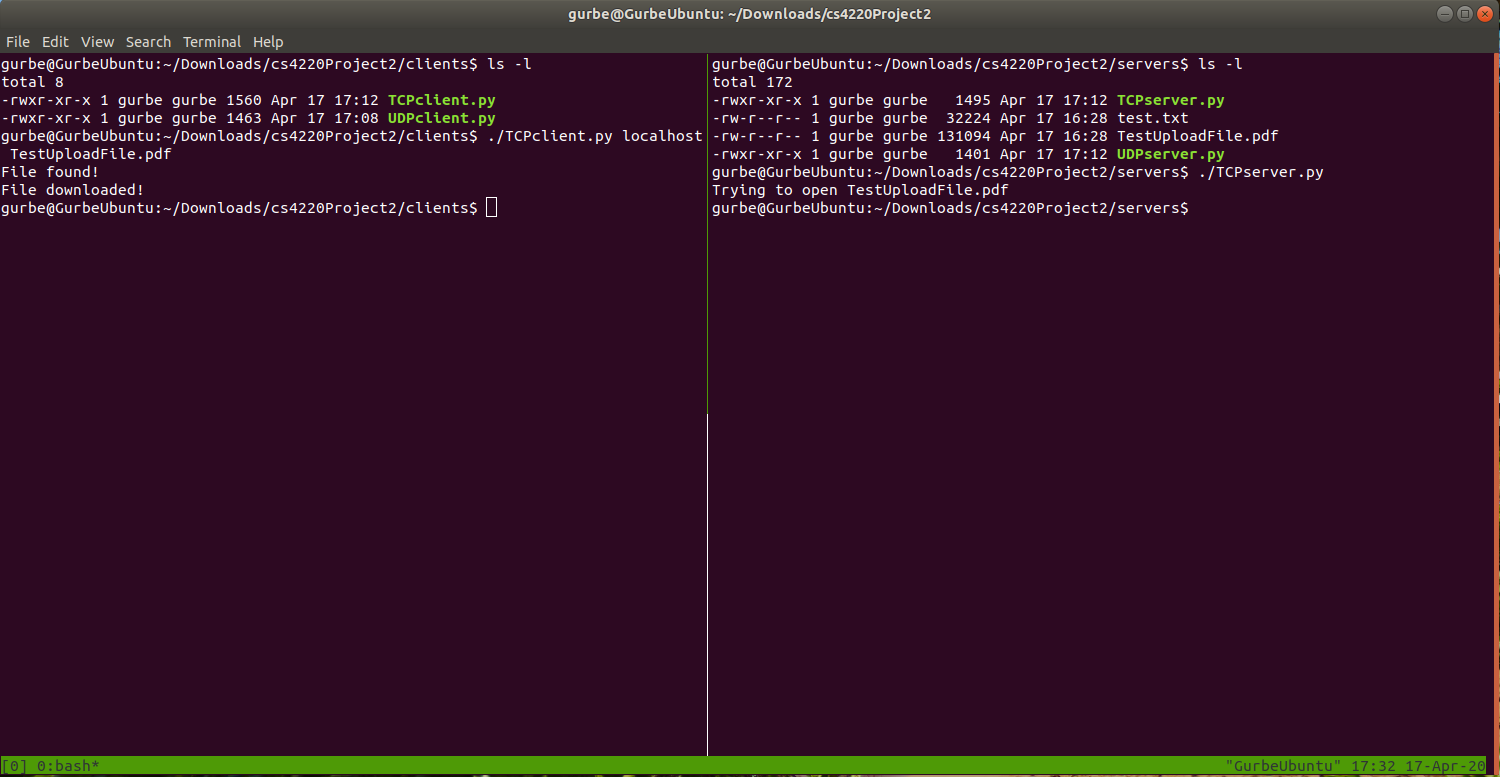 gurbe@GurbeUbuntu: ~/Downloads/cs4220Project2
File Edit View Search Terminal Help
gurbe@GurbeUbuntu:~/Downloads/cs4220Project2/clients$ ls -l
total 8
-rwxr-xr-x 1 gurbe gurbe 1560 Apr 17 17:12 TCPclient.py
-rwxr-xr-x 1 gurbe gurbe 1463 Apr 17 17:08 UDPclient.py
gurbe@GurbeUbuntu:~/Downloads/cs4220Project2/clients$ ./TCPclient.py localhost
 TestUploadFile.pdf
File found!
File downloaded!
gurbe@GurbeUbuntu:~/Downloads/cs4220Project2/clients$
gurbe@GurbeUbuntu:~/Downloads/cs4220Project2/servers$ ls -l
total 172
-rwxr-xr-x 1 gurbe gurbe   1495 Apr 17 17:12 TCPserver.py
-rw-r--r-- 1 gurbe gurbe  32224 Apr 17 16:28 test.txt
-rw-r--r-- 1 gurbe gurbe 131094 Apr 17 16:28 TestUploadFile.pdf
-rwxr-xr-x 1 gurbe gurbe   1401 Apr 17 17:12 UDPserver.py
gurbe@GurbeUbuntu:~/Downloads/cs4220Project2/servers$ ./TCPserver.py
Trying to open TestUploadFile.pdf
gurbe@GurbeUbuntu:~/Downloads/cs4220Project2/servers$
[0] 0:bash*
"GurbeUbuntu" 17:32 17-Apr-20